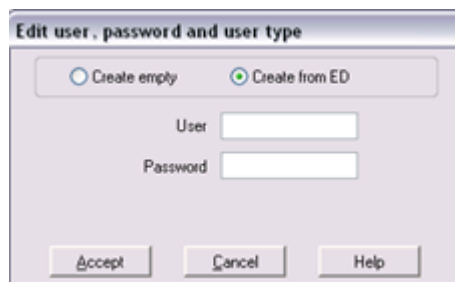 Edit user, password and user type
Create empty Create from ED
User
Password
Accept Cancel Help